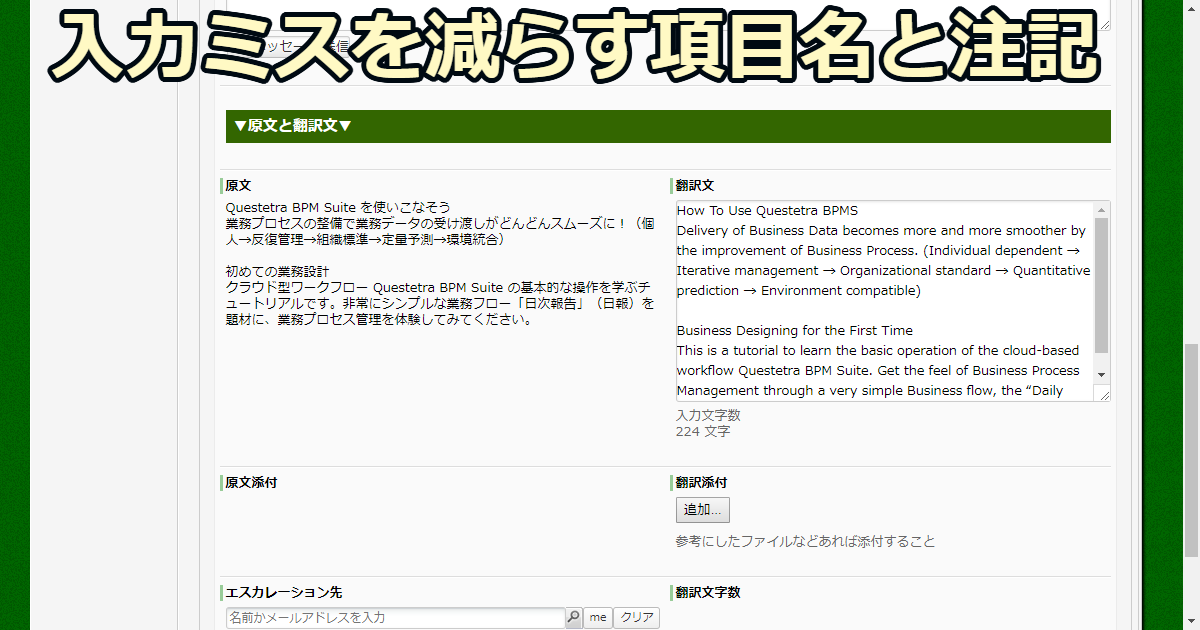 入力ミスを減らす項目名と注記
▼原文と翻訳文▼
原文
Questetra BPM Suite を使いこなそう
業務プロセスの整備で業務データの受け渡しがどんどんスムーズに！（個
人→反復管理→組織標準→定量予測→環境統合）
初めての業務設計
クラウド型ワークフロー Questetra BPM Suite の基本的な操作を学ぶチ
ュートリアルです。非常にシンプルな業務フロー「日次報告」（日報）を
題材に、業務プロセス管理を体験してみてください。
翻訳文
How To Use Questetra BPMS
Delivery of Business Data becomes more and more smoother by
the improvement of Business Process. (Individual dependent →
Iterative management → Organizational standard → Quantitative
prediction → Environment compatible)
Business Designing for the First Time
This is a tutorial to learn the basic operation of the cloud-based
workflow Questetra BPM Suite. Get the feel of Business Process
Management through a very simple Business flow, the “Daily
入力文字数
224 文字
原文添付
翻訳添付
追加...
参考にしたファイルなどあれば添付すること
エスカレーション先
名前かメールアドレスを入力
me
クリア
翻訳文字数